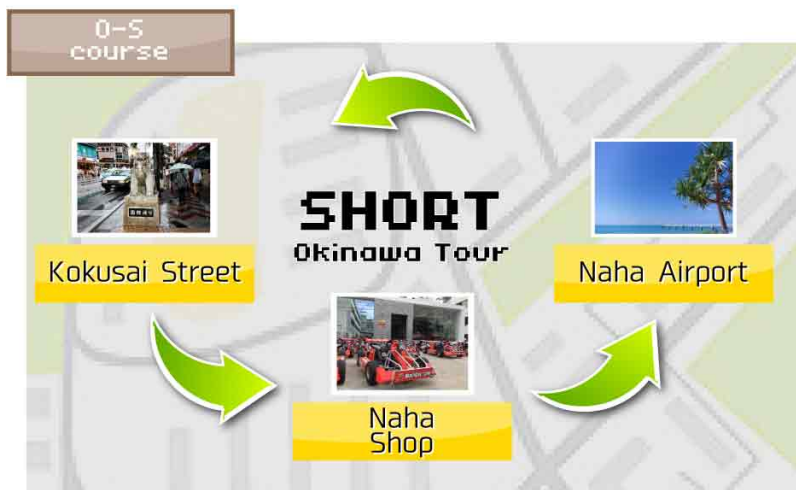 O-S
course
SHORT
Okinawa Tour
Kokusai Street
Naha Airport
Naha
Shop